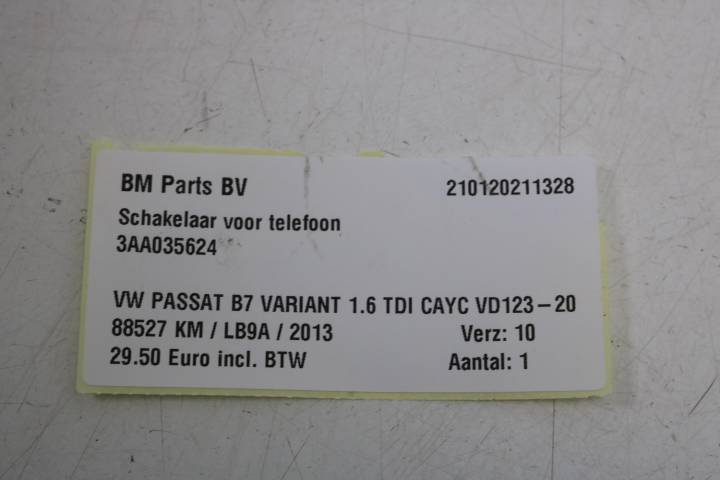 BM Parts BV 210120211328
Schakelaar voor telefoon
3AA035624
VW PASSAT B7 VARIANT 1.6 TDI CAYC VD123-20
88527 KM / LB9A / 2013 Verz: 10
29.50 Euro incl. BTW Aantal: 1